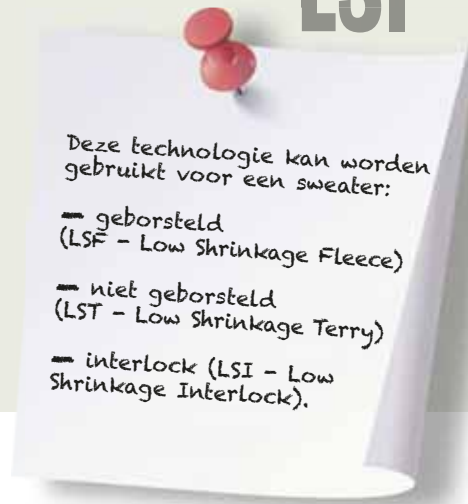 Deze technologie kan worden
gebruikt voor een sweater:
— geborsteld
(LSF - Low Shrinkage Fleece)
— niet geborsteld
(LST - Low Shrinkage Terry)
— interlock (LSI - Low
Shrinkage Interlock).